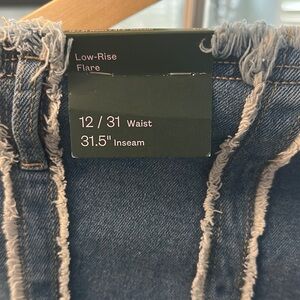 Low-Rise
Flare
12 / 31 Waist
31.5" Inseam